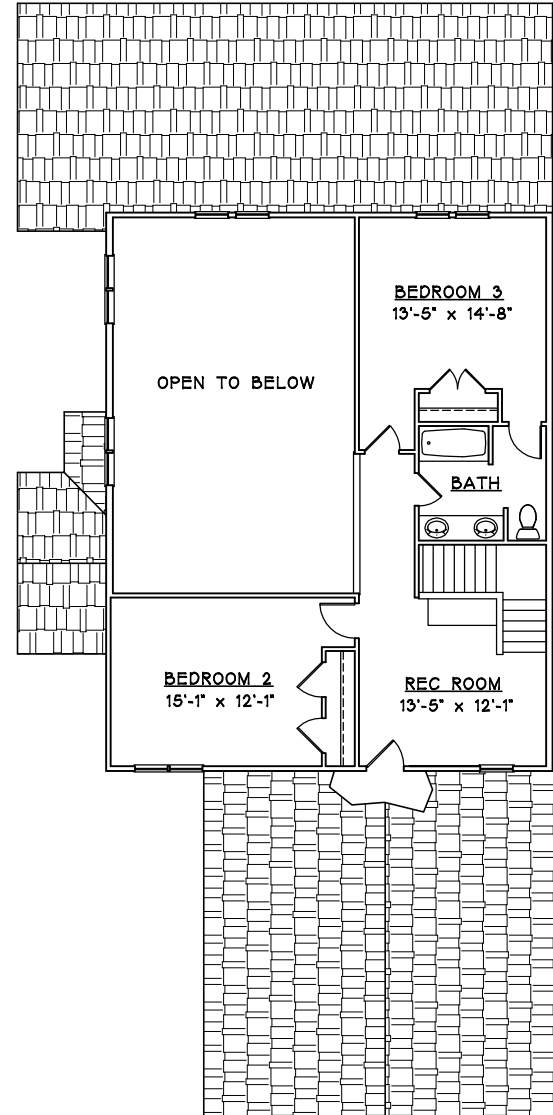 BEDROOM 3
13'-5" x 14'-8"
OPEN TO BELOW
BATH
BEDROOM 2
15'-1" x 12'-1"
REC ROOM
13'-5" x 12'-1"